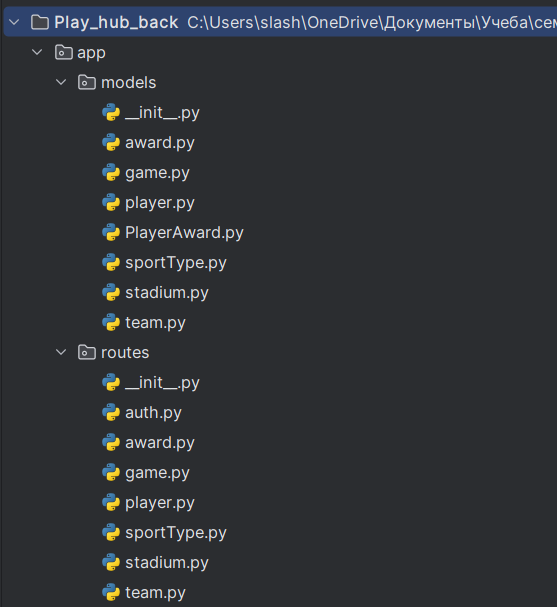 Play_hub_back C:\Users\slash\OneDrive\Документы\Учеба\сем
app
models
__init__.py
award.py
game.py
player.py
PlayerAward.py
sportType.py
stadium.py
team.py
routes
__init__.py
auth.py
award.py
game.py
player.py
sportType.py
stadium.py
team.py